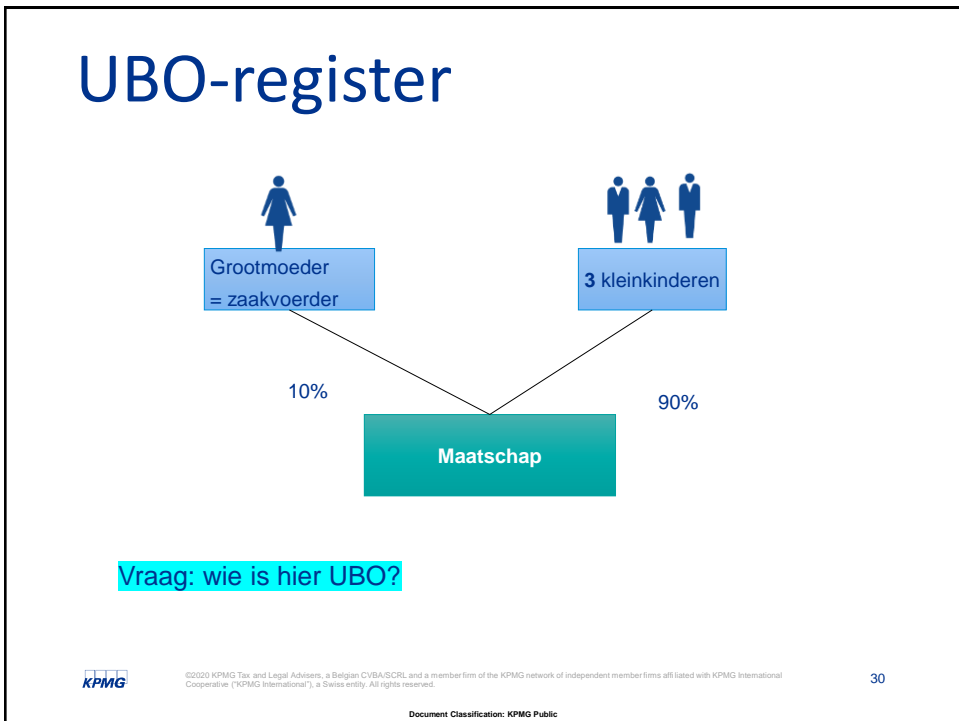 UBO-register
Grootmoeder
= zaakvoerder
3 kleinkinderen
10%
90%
Maatschap
Vraag: wie is hier UBO?
KPMG
©2020 KPMG Tax and Legal Advisers, a Belgian CVBA/SCRL and a member firm of the KPMG network of independent member firms affiliated with KPMG International
Cooperative ("KPMG International"), a Swiss entity. All rights reserved.
30
Document Classification: KPMG Public